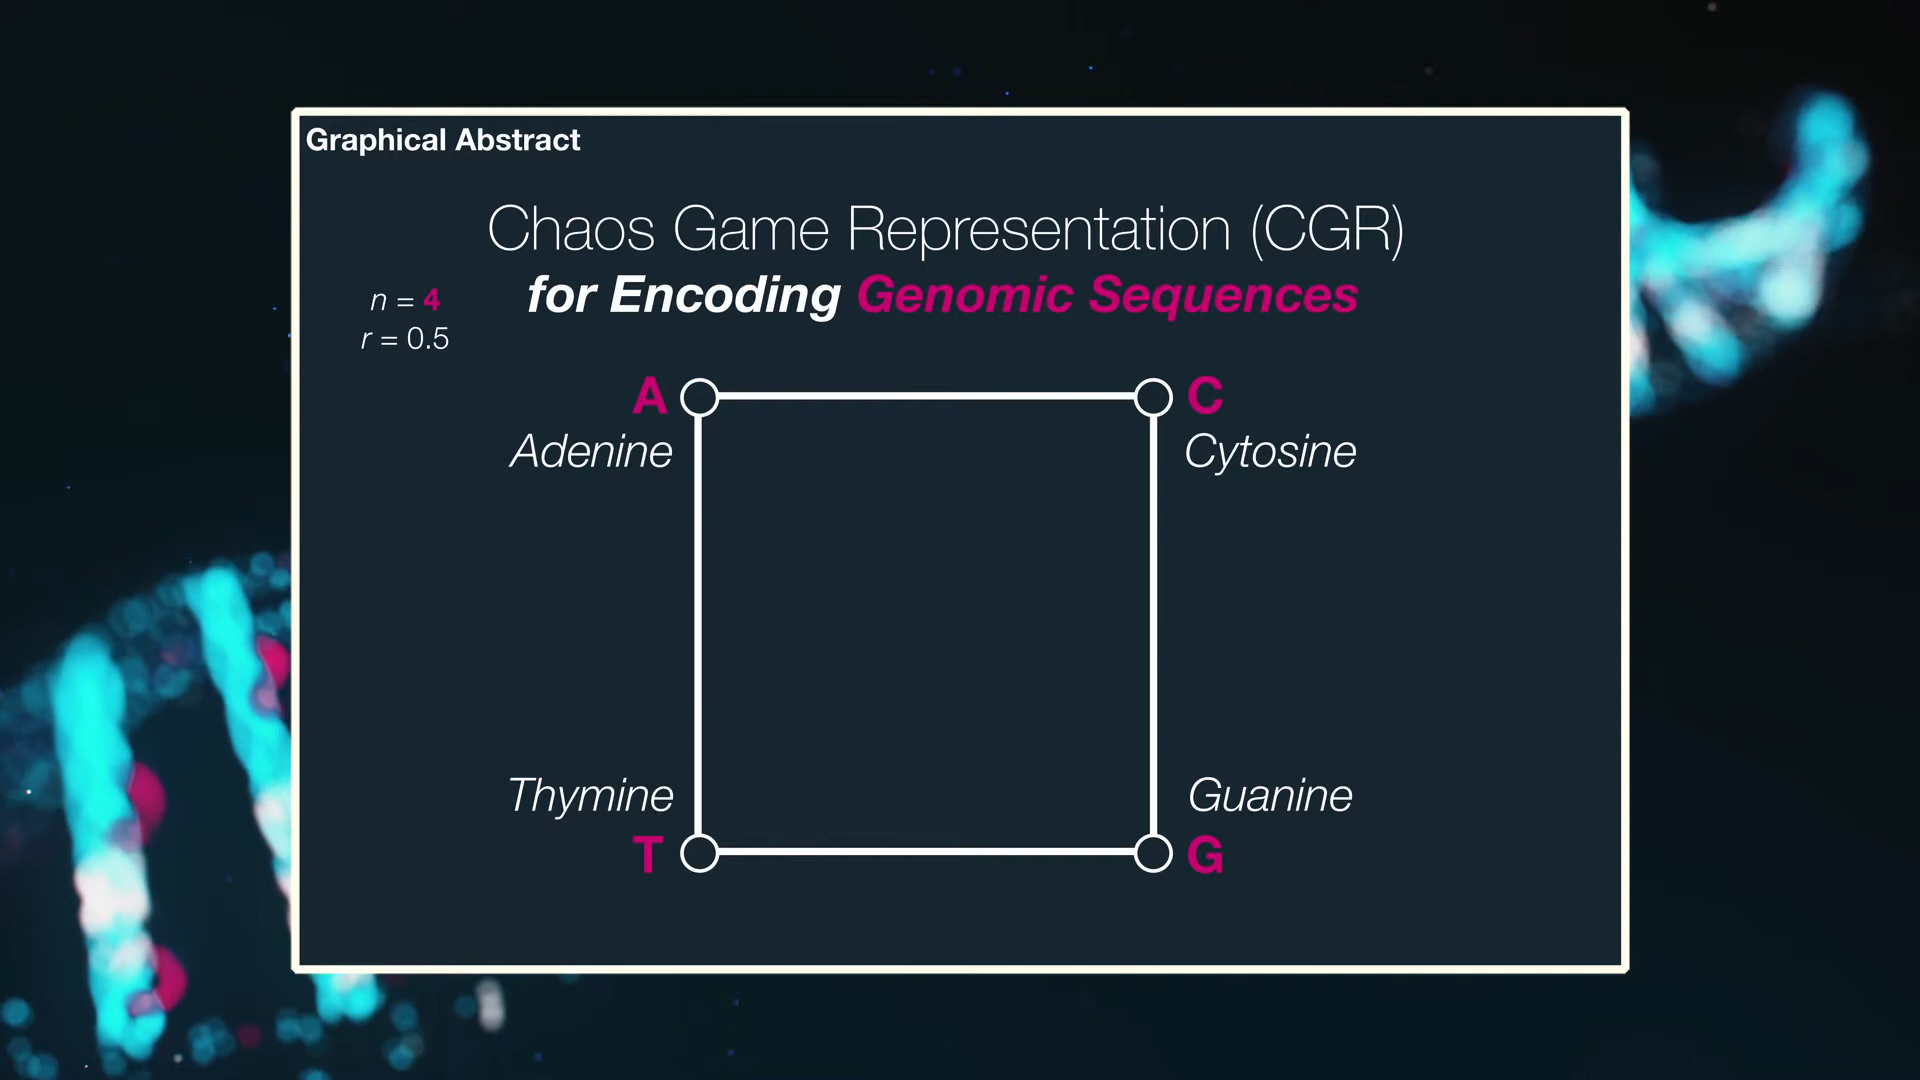 Graphical Abstract
Chaos Game Representation (CGR)
for Encoding Genomic Sequences
n = 4
r = 0.5
A
C
Adenine
Cytosine
Thymine
Guanine
T
G